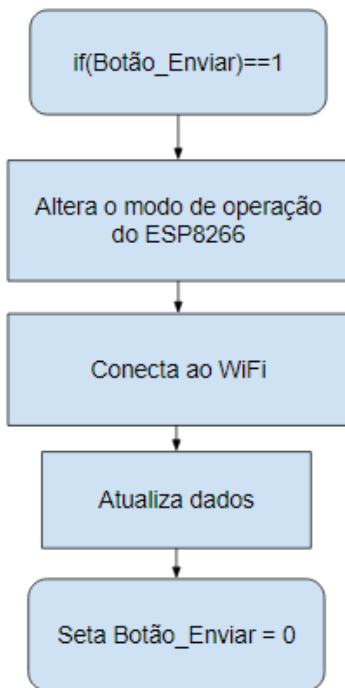 if(Botão_Enviar)==1
Altera o modo de operação
do ESP8266
Conecta ao WiFi
Atualiza dados
Seta Botão_Enviar = 0